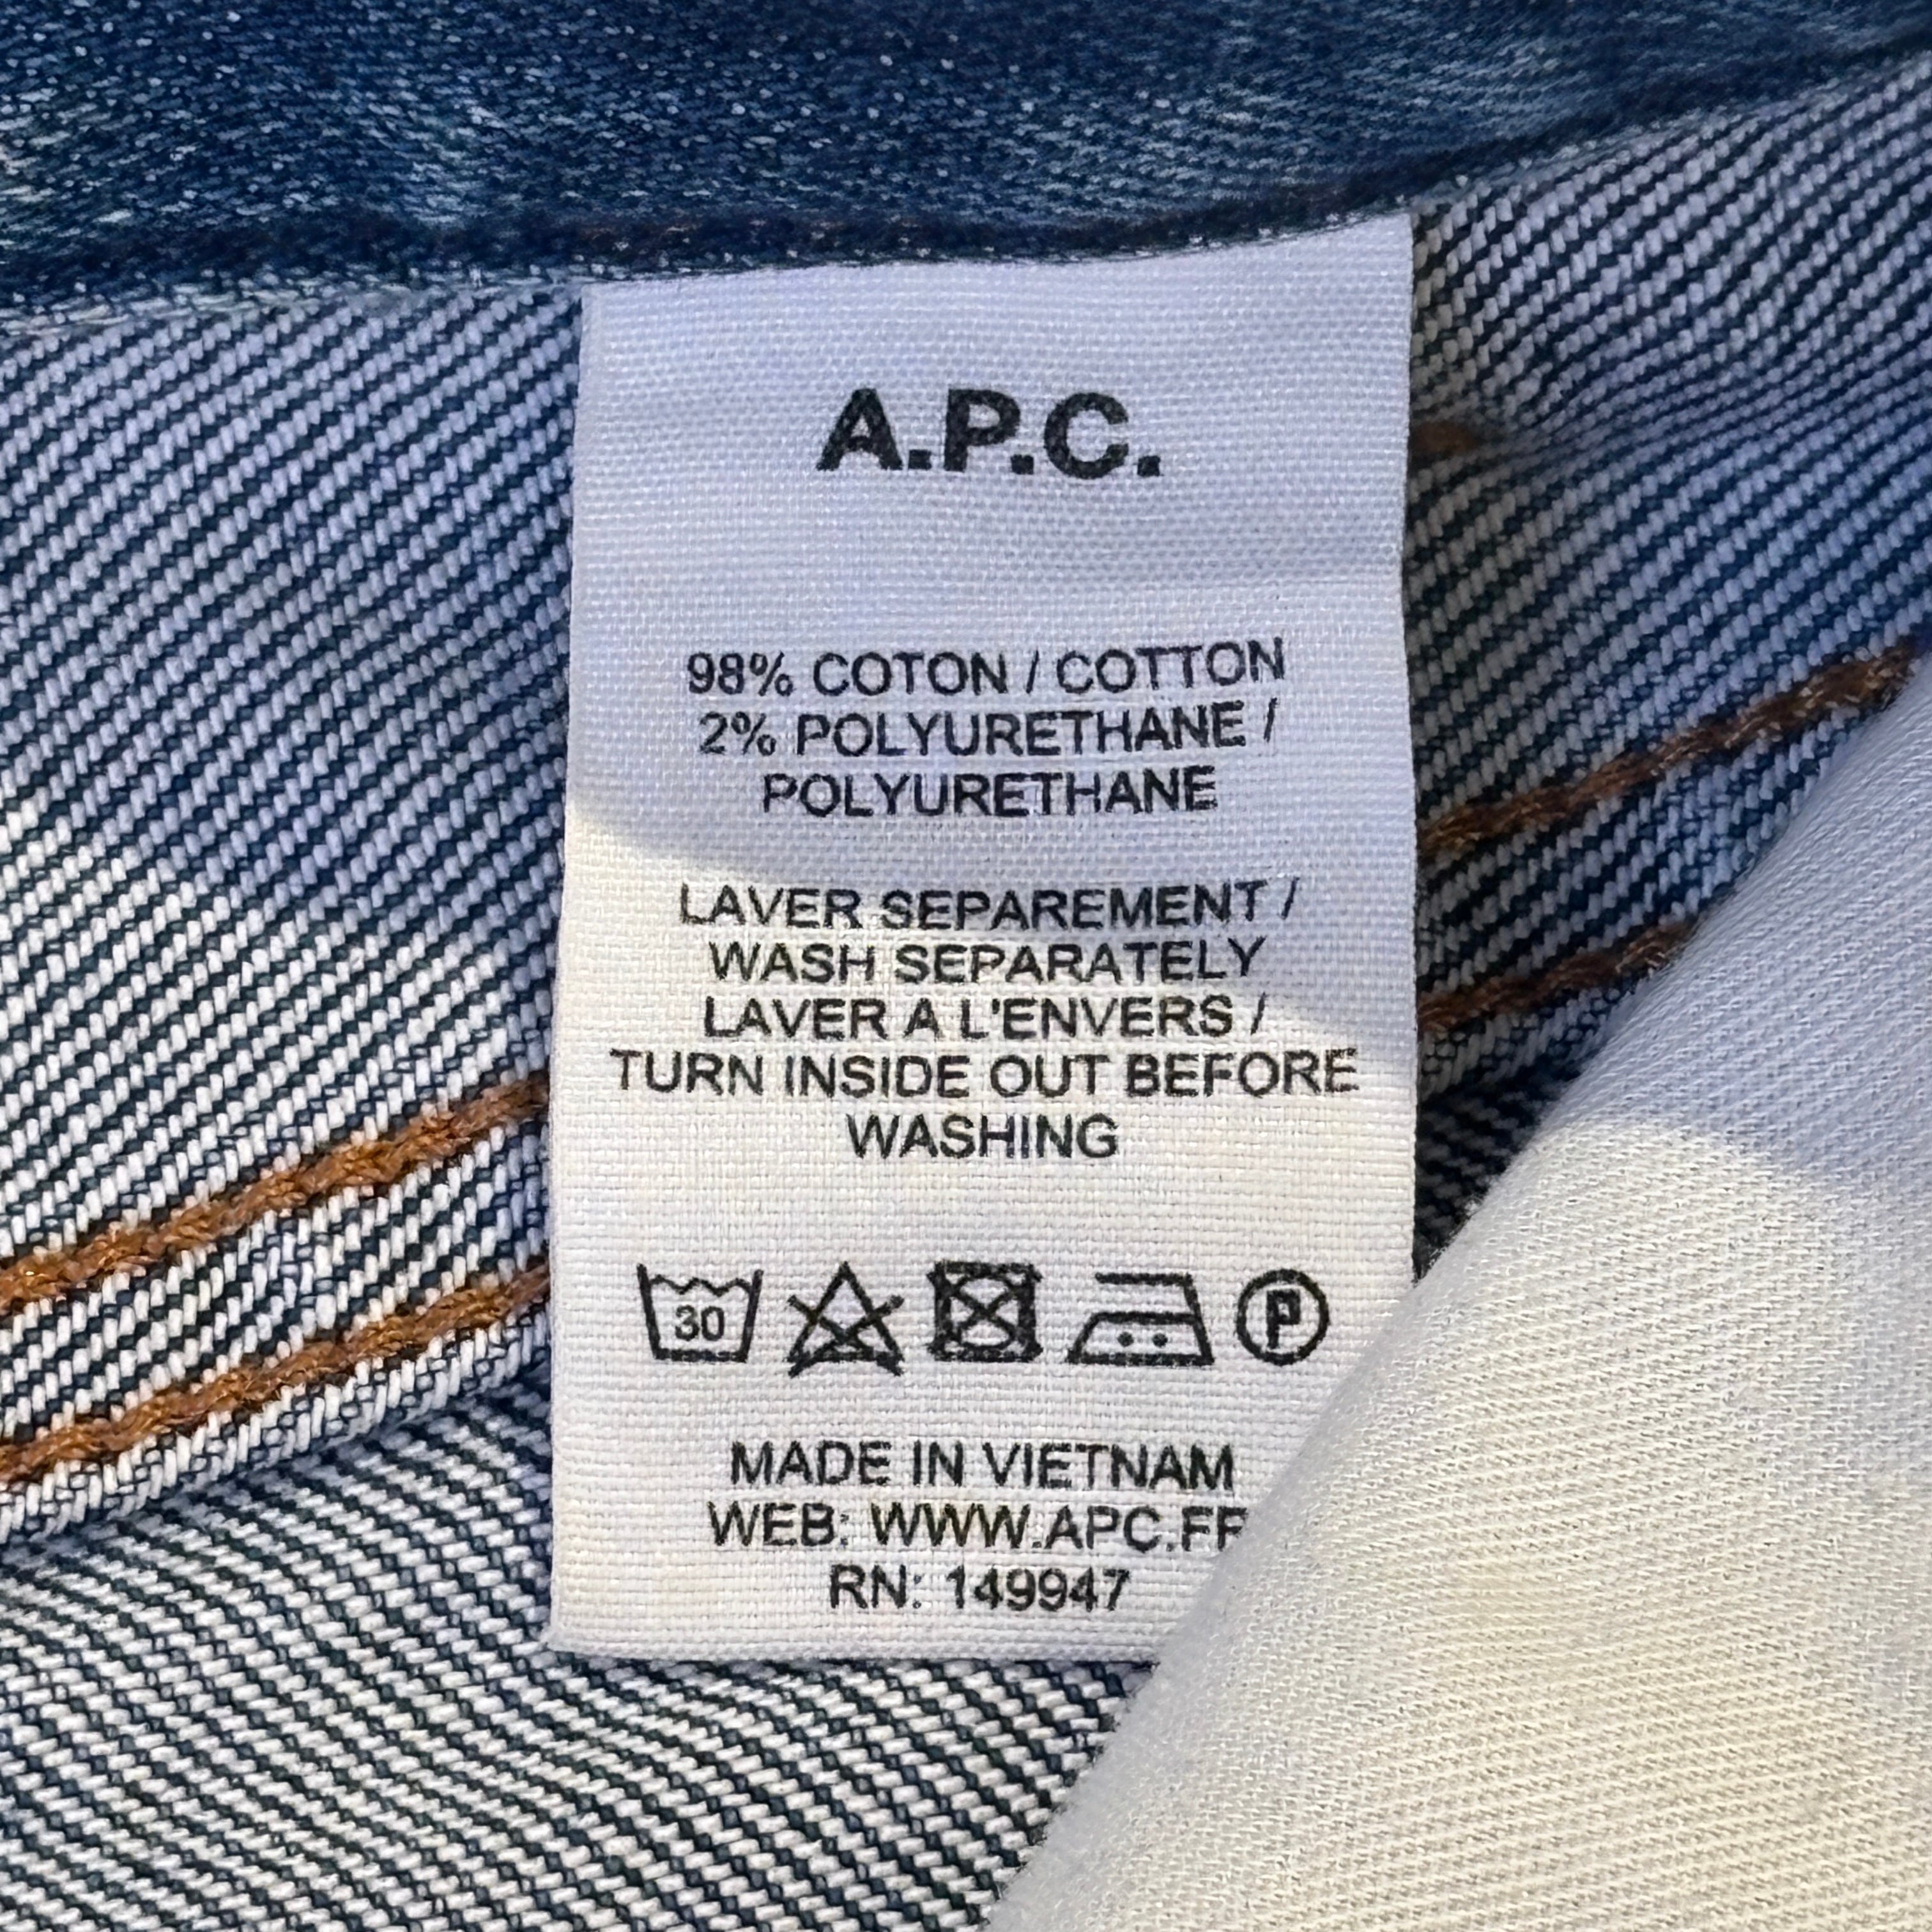 A.P.C.
98% COTON / COTTON
2% POLYURETHANE /
POLYURETHANE
LAVER SEPAREMENT /
WASH SEPARATELY
LAVER A L'ENVERS /
TURN INSIDE OUT BEFORE
WASHING
30
P
MADE IN VIETNAM
WEB:
RN: 149947